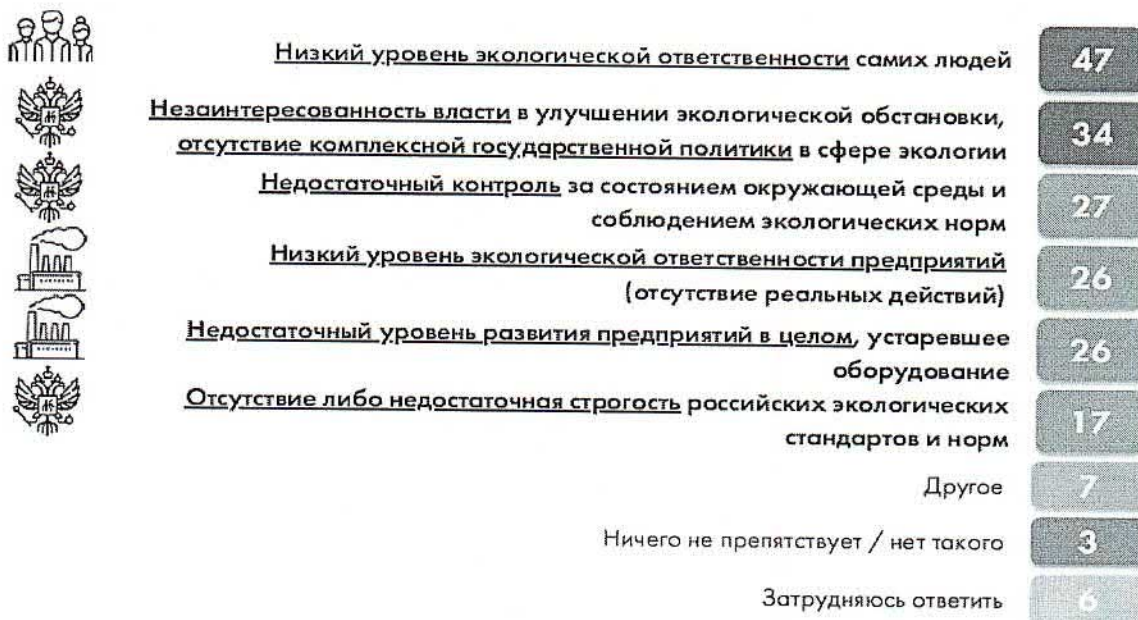 Низкий уровень экологической ответственности самих людей 47
Незаинтересованность власти в улучшении экологической обстановки,
отсутствие комплексной государственной политики в сфере экологии 34
Недостаточный контроль за состоянием окружающей среды и
соблюдением экологических норм 27
Низкий уровень экологической ответственности предприятий
(отсутствие реальных действий) 26
Недостаточный уровень развития предприятий в целом, устаревшее
оборудование 26
Отсутствие либо недостаточная строгость российских экологических
стандартов и норм 17
Другое 7
Ничего не препятствует / нет такого 3
Затрудняюсь ответить 6